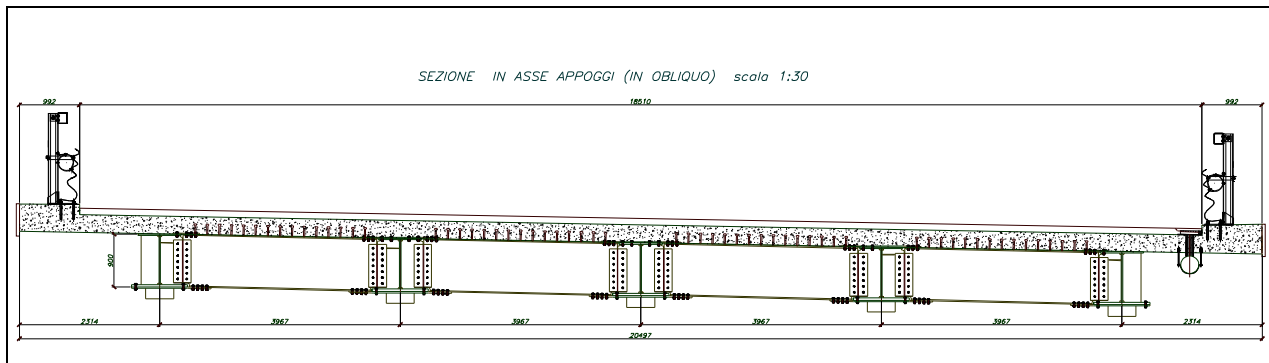 SEZIONE IN ASSE APPOGGI (IN OBLIQUO) scala 1:30
992 18510 992
900
2314 3967 3967 3967 3967 2314
20497